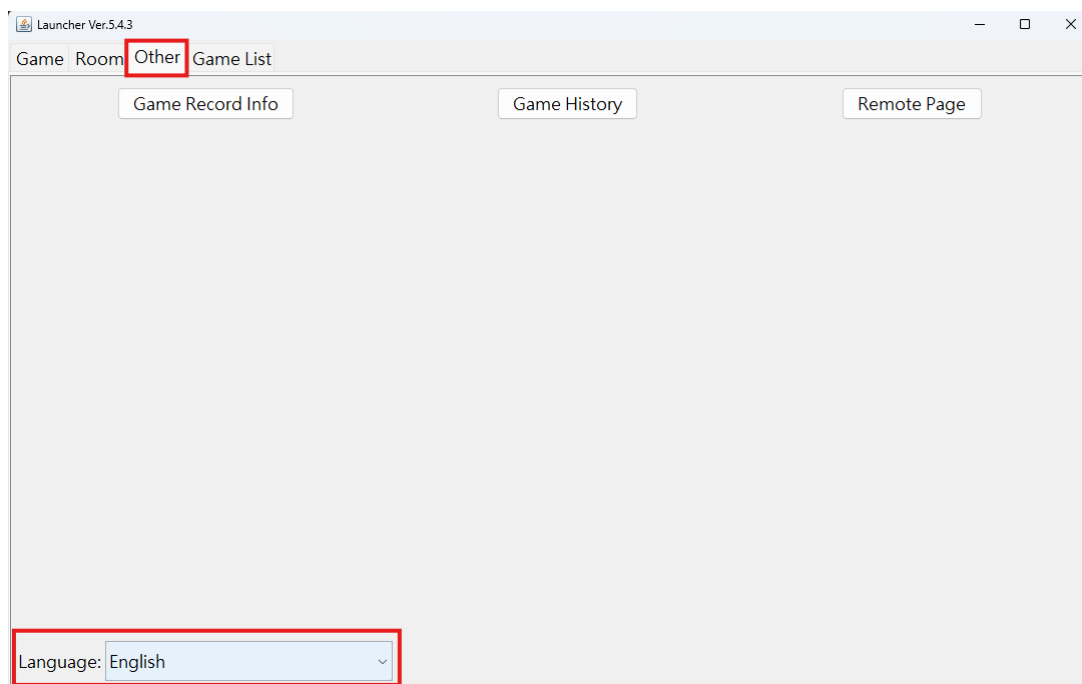 Launcher Ver.5.4.3
Game Room Other Game List
Game Record Info Game History Remote Page
Language: English